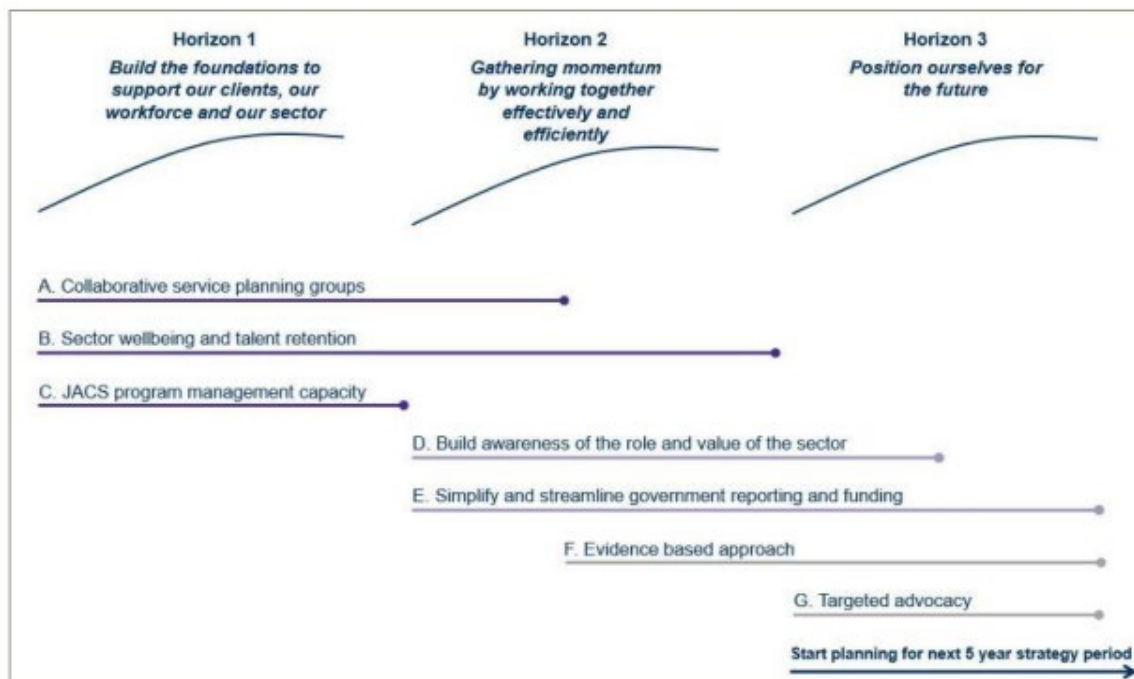 Horizon 1
Build the foundations to
support our clients, our
workforce and our sector
Horizon 2
Gathering momentum
by working together
effectively and
efficiently
Horizon 3
Position ourselves for
the future
A. Collaborative service planning groups
B. Sector wellbeing and talent retention
C. JACS program management capacity
D. Build awareness of the role and value of the sector
E. Simplify and streamline government reporting and funding
F. Evidence based approach
G. Targeted advocacy
Start planning for next 5 year strategy period